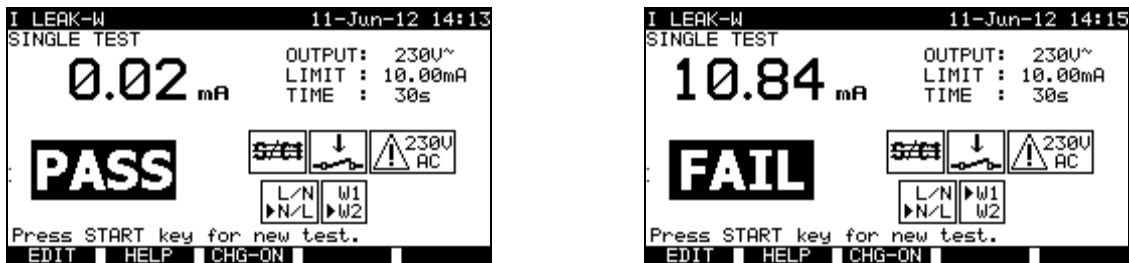 I LEAK-W 11-Jun-12 14:13
SINGLE TEST
0.02 mA
OUTPUT: 230V~
LIMIT : 10.00mA
TIME : 30s
PASS
S/C1
230V
AC
L/N
▶N/L
W1
▶W2
Press START key for new test.
EDIT HELP CHG-ON
I LEAK-W 11-Jun-12 14:15
SINGLE TEST
10.84 mA
OUTPUT: 230V~
LIMIT : 10.00mA
TIME : 30s
FAIL
S/C1
230V
AC
L/N
▶N/L
▶W1
W2
Press START key for new test.
EDIT HELP CHG-ON